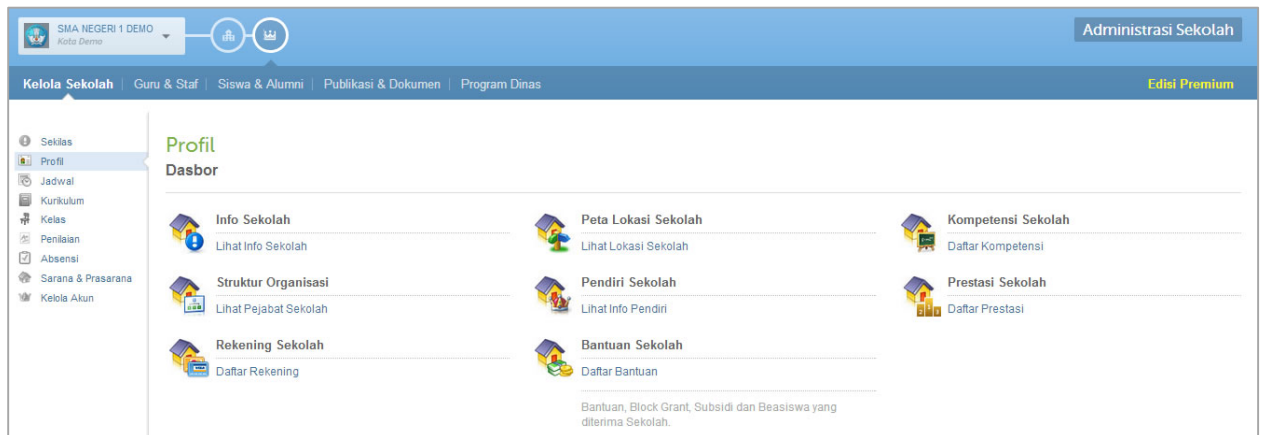 SMA NEGERI 1 DEMO
Kota Demo
Administrasi Sekolah
Kelola Sekolah | Guru & Staf | Siswa & Alumni | Publikasi & Dokumen | Program Dinas
Edisi Premium
Sekilas
Profil
Jadwal
Kurikulum
Kelas
Penilaian
Absensi
Sarana & Prasarana
Kelola Akun
Profil
Dasbor
Info Sekolah
Lihat Info Sekolah
Peta Lokasi Sekolah
Lihat Lokasi Sekolah
Kompetensi Sekolah
Daftar Kompetensi
Struktur Organisasi
Lihat Pejabat Sekolah
Pendiri Sekolah
Lihat Info Pendiri
Prestasi Sekolah
Daftar Prestasi
Rekening Sekolah
Daftar Rekening
Bantuan Sekolah
Daftar Bantuan
Bantuan, Block Grant, Subsidi dan Beasiswa yang
diterima Sekolah.